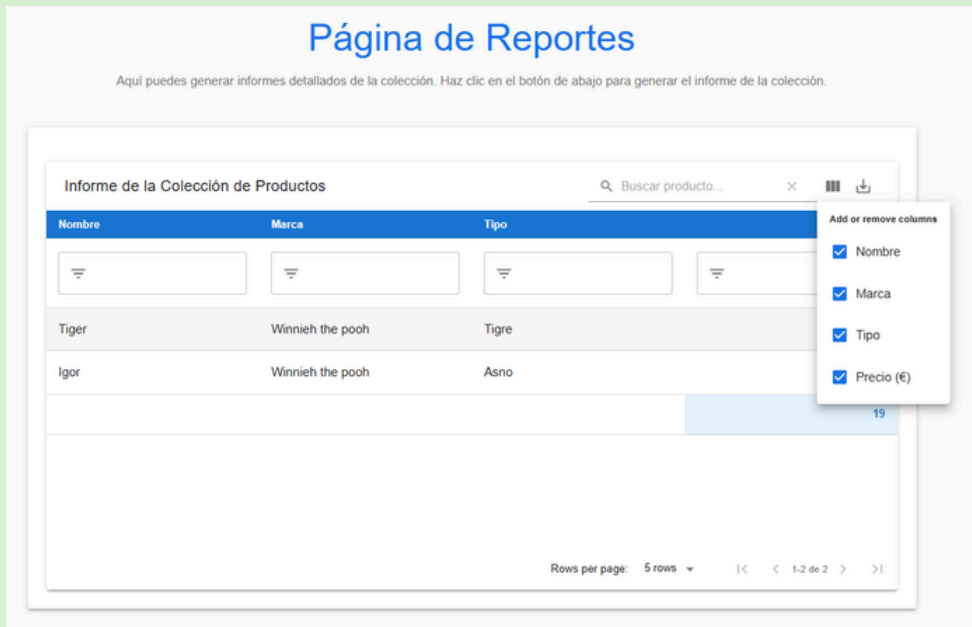 Página de Reportes
Aquí puedes generar informes detallados de la colección. Haz clic en el botón de abajo para generar el informe de la colección.
Informe de la Colección de Productos
Buscar producto...
Add or remove columns
Nombre Marca Tipo
Nombre
Marca
Tipo
Precio (€)
Tiger Winnieh the pooh Tigre
Igor Winnieh the pooh Asno
19
Rows per page: 5 rows 1-2 de 2